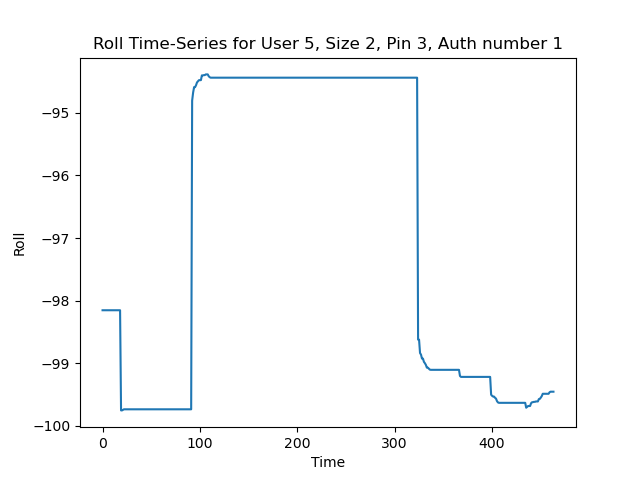 Roll Time-Series for User 5, Size 2, Pin 3, Auth number 1
−95
−96
−97
−98
−99
−100
Roll
0 100 200 300 400
Time